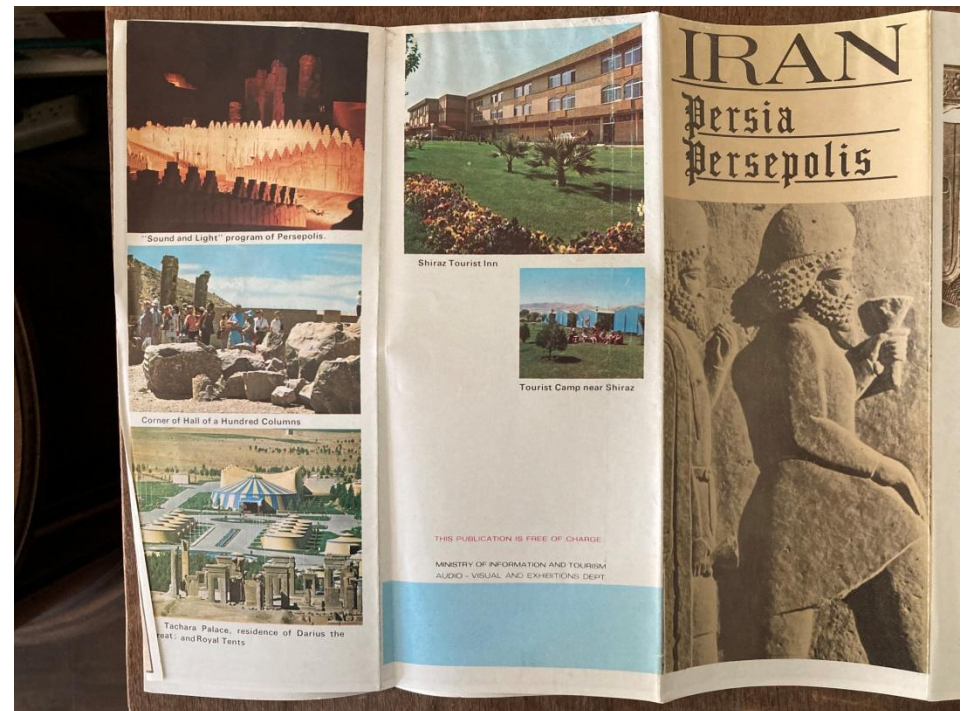 "Sound and Light" program of Persepolis.
Corner of Hall of a Hundred Columns
Tachara Palace, residence of Darius the
reat: and Royal Tents
Shiraz Tourist Inn
Tourist Camp near Shiraz
THIS PUBLICATION IS FREE OF CHARGE.
MINISTRY OF INFORMATION AND TOURISM
AUDIO - VISUAL AND EXHIBITIONS DEPT
IRAN
Persia
Persepolis